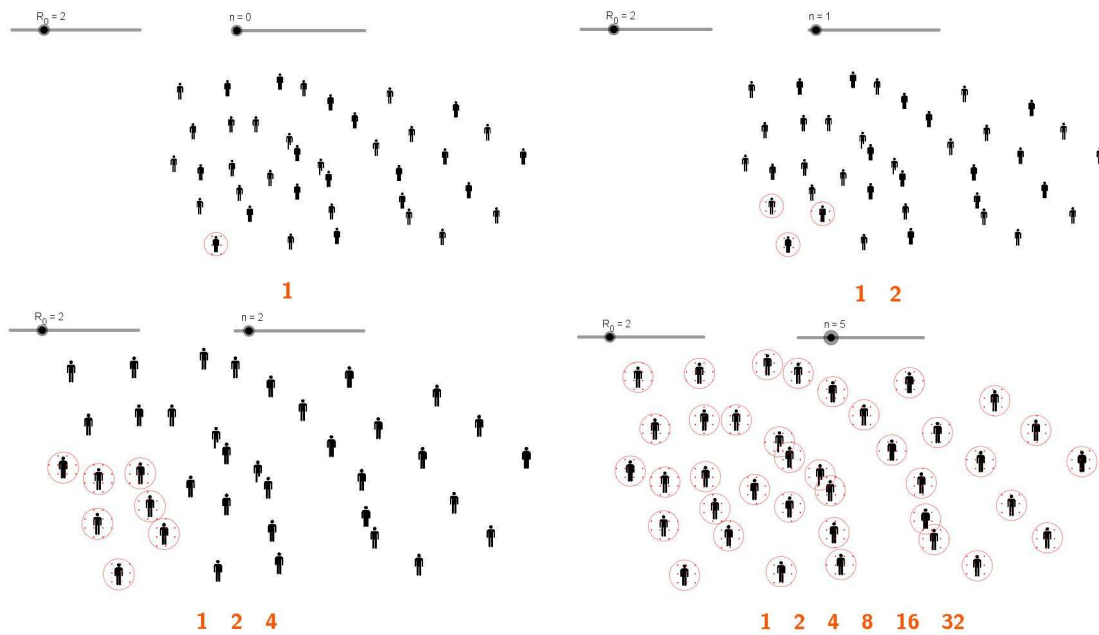 R₀ = 2 n = 0
1
R₀ = 2 n = 1
1 2
R₀ = 2 n = 2
1 2 4
R₀ = 2 n = 5
1 2 4 8 16 32